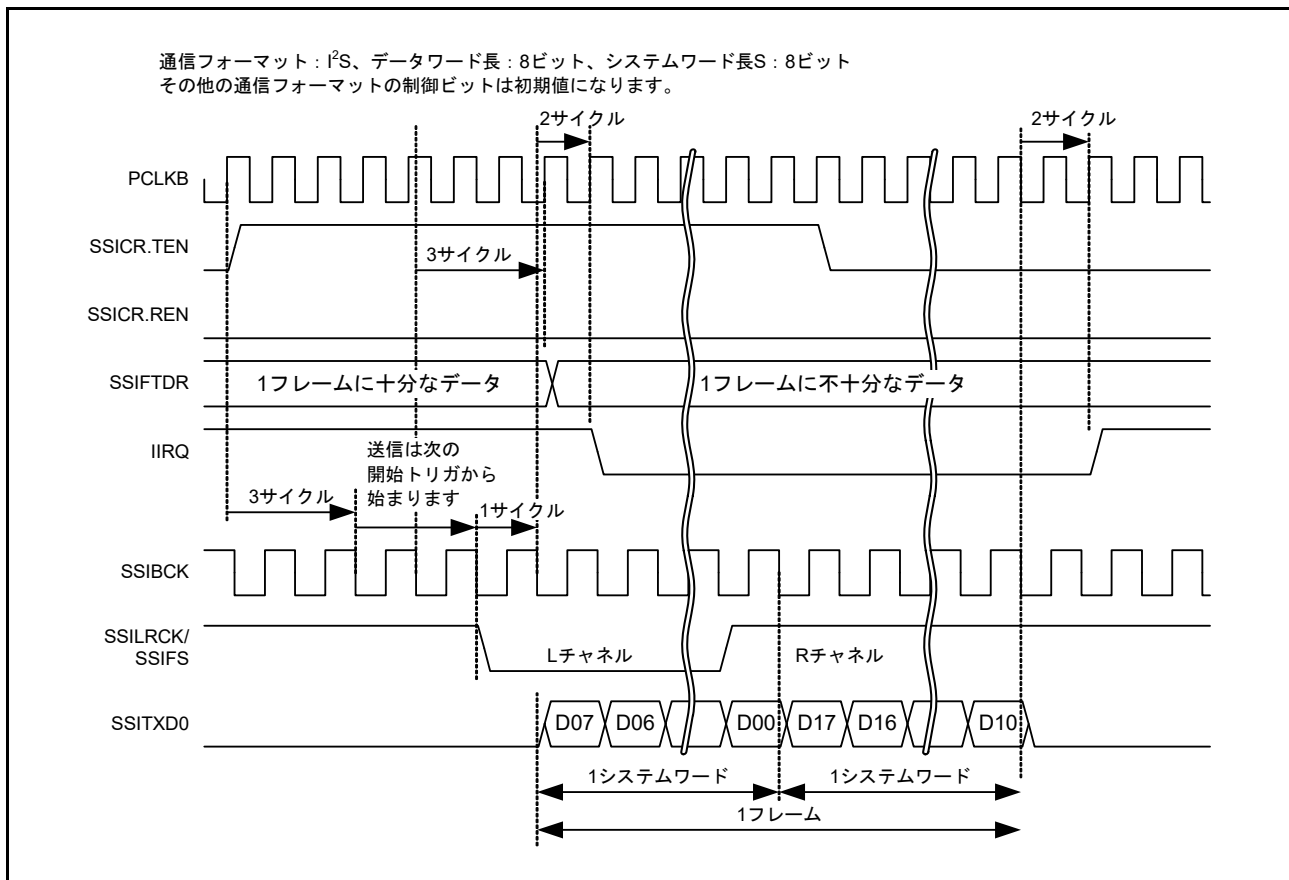 通信フォーマット：I²S、データワード長：8ビット、システムワード長S：8ビット
その他の通信フォーマットの制御ビットは初期値になります。
2サイクル
2サイクル
PCLKB
SSICR.TEN
3サイクル
SSICR.REN
SSIFTDR
1フレームに十分なデータ
1フレームに不十分なデータ
IIRQ
送信は次の
開始トリガから
始まります
3サイクル
1サイクル
SSIBCK
SSILRCK/
SSIFS
Lチャネル
Rチャネル
SSITXD0
D07
D06
D00
D17
D16
D10
1システムワード
1システムワード
1フレーム